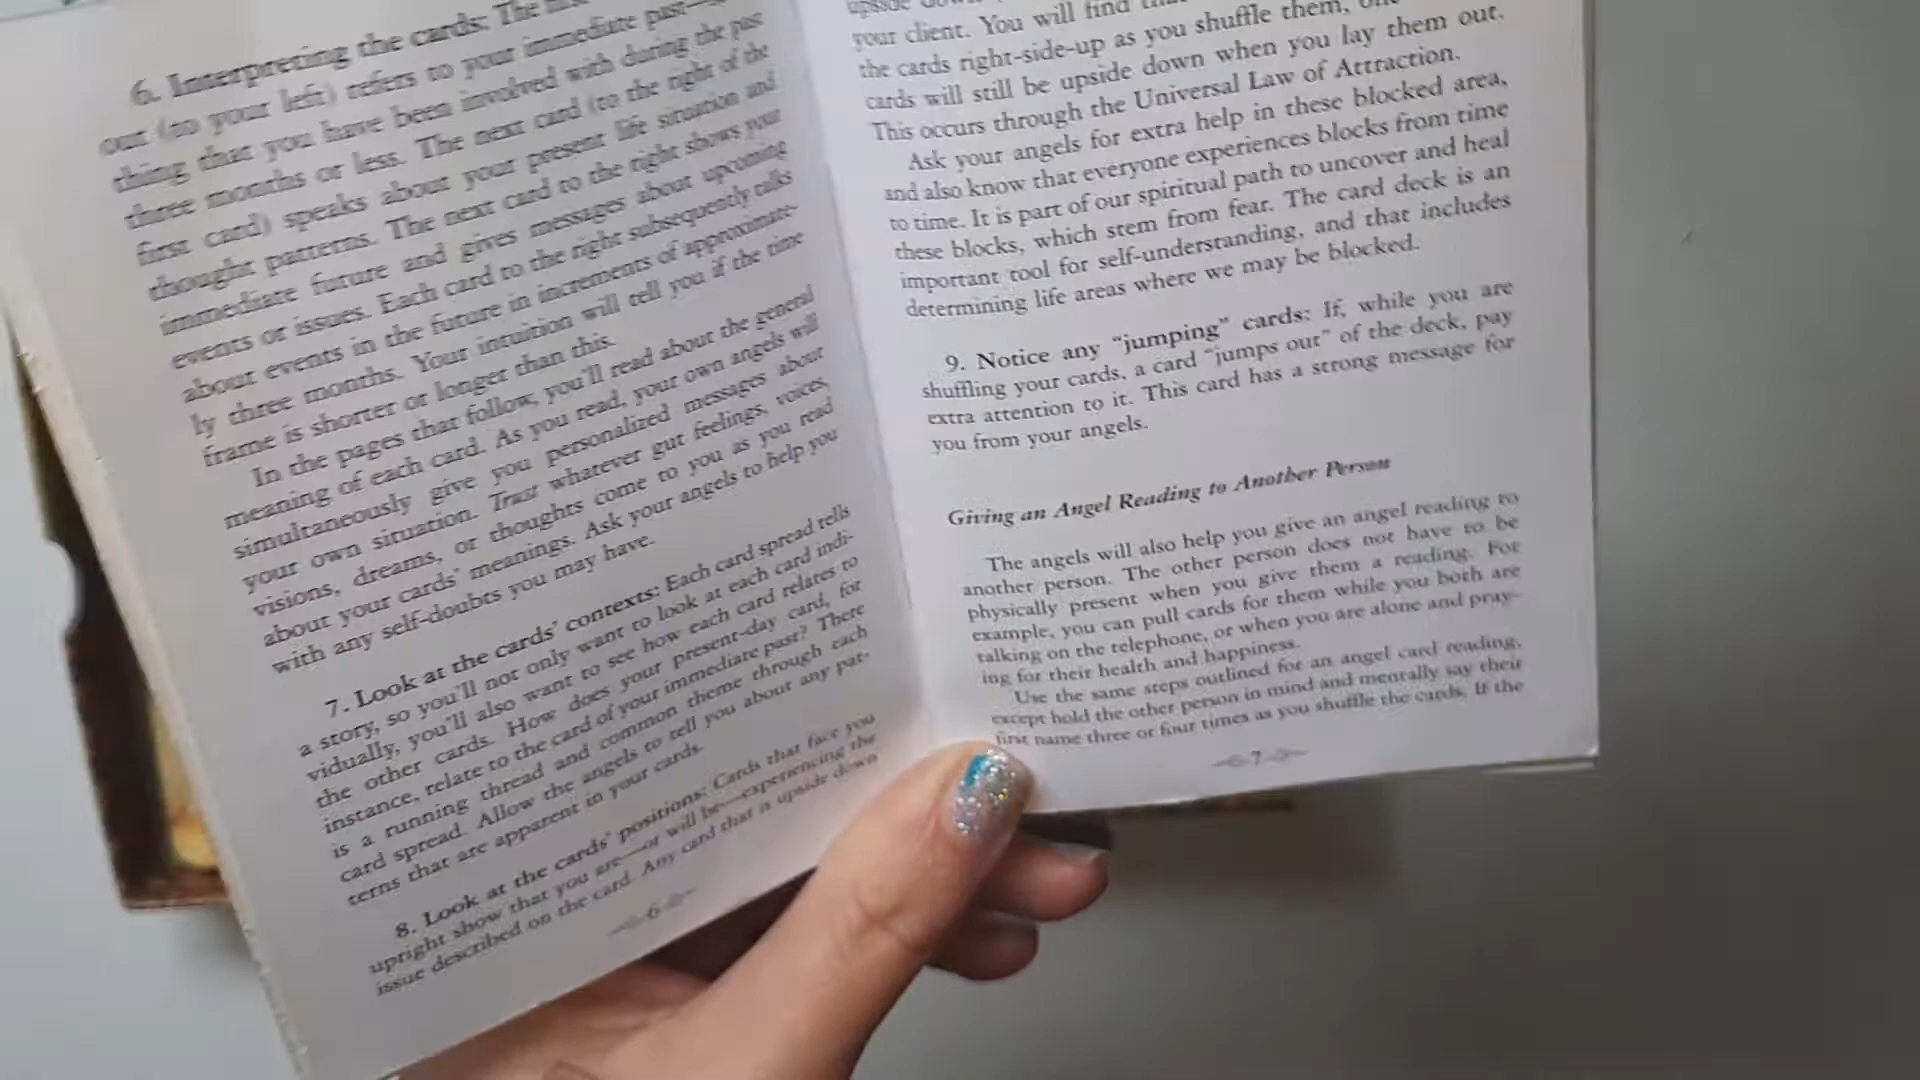 6. Interpreting the cards: The
out (to your left) refers to your immediate past—
thing that you have been involved with during the past
three months or less. The next card (to the right of the
first card) speaks about your present life situation and
thought patterns. The next card to the right shows your
immediate future and gives messages about upcoming
events or issues. Each card to the right subsequently talks
about events in the future in increments of approximate-
ly three months. Your intuition will tell you if the time
frame is shorter or longer than this.
In the pages that follow, you'll read about the general
meaning of each card. As you read, your own angels will
simultaneously give you personalized messages about
your own situation. Trust whatever gut feelings, voices,
visions, dreams, or thoughts come to you as you read
about your cards' meanings. Ask your angels to help you
with any self-doubts you may have.
7. Look at the cards' contexts: Each card spread tells
a story, so you'll not only want to look at each card indi-
vidually, you'll also want to see how each card relates to
the other cards. How does your present-day card, for
instance, relate to the card of your immediate past? There
is a running thread and common theme through each
card spread. Allow the angels to tell you about any pat-
terns that are apparent in your cards.
8. Look at the cards' positions: Cards that face you
upright show that you are—or will be—experiencing the
issue described on the card. Any card that is upside down
6
upside down
your client. You will find
the cards right-side-up as you shuffle them,
cards will still be upside down when you lay them out.
This occurs through the Universal Law of Attraction.
Ask your angels for extra help in these blocked area,
and also know that everyone experiences blocks from time
to time. It is part of our spiritual path to uncover and heal
these blocks, which stem from fear. The card deck is an
important tool for self-understanding, and that includes
determining life areas where we may be blocked.
9. Notice any "jumping" cards: If, while you are
shuffling your cards, a card "jumps out" of the deck, pay
extra attention to it. This card has a strong message for
you from your angels.
Giving an Angel Reading to Another Person
The angels will also help you give an angel reading to
another person. The other person does not have to be
physically present when you give them a reading. For
example, you can pull cards for them while you both are
talking on the telephone, or when you are alone and pray-
ing for their health and happiness.
Use the same steps outlined for an angel card reading,
except hold the other person in mind and mentally say their
first name three or four times as you shuffle the cards. If the
7